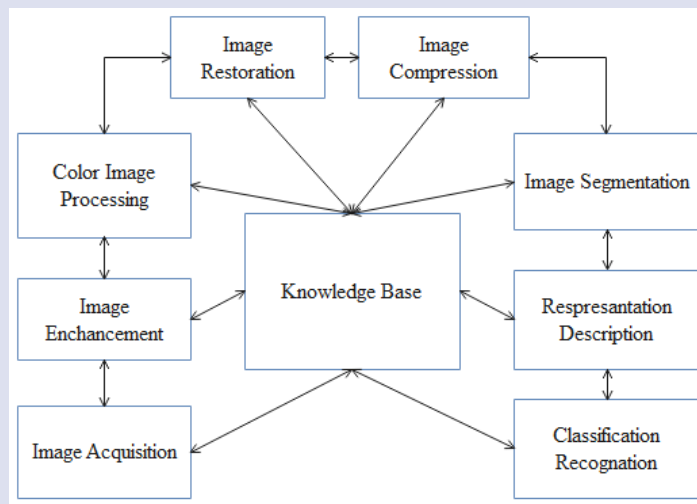 Image
Restoration
Image
Compression
Color Image
Processing
Image Segmentation
Knowledge Base
Image
Enchancement
Respresantation
Description
Image Acquisition
Classification
Recognation